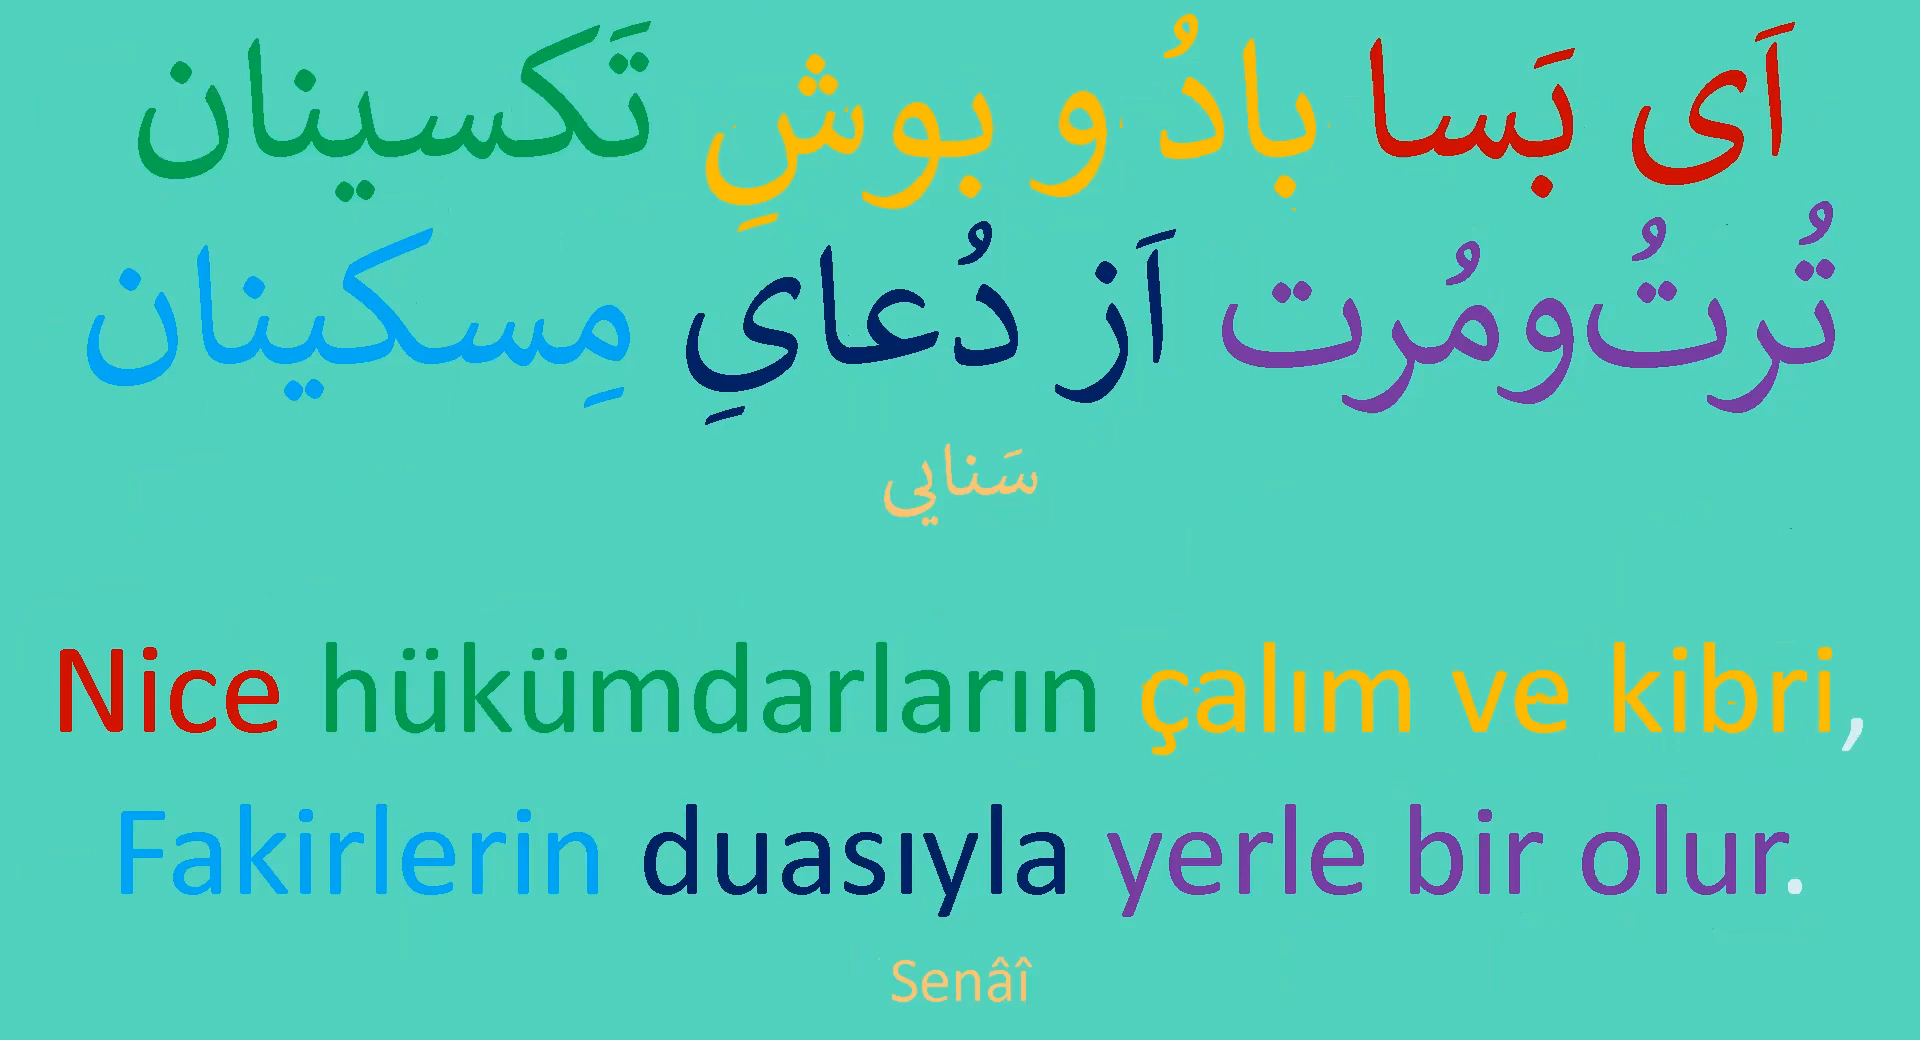 اَی بَسا بادُ و بوشِ تَکسینان
تُرتُ‌ومُرت اَز دُعایِ مِسکینان
سَنایي
Nice hükümdarların çalım ve kibri,
Fakirlerin duasıyla yerle bir olur.
Senâî